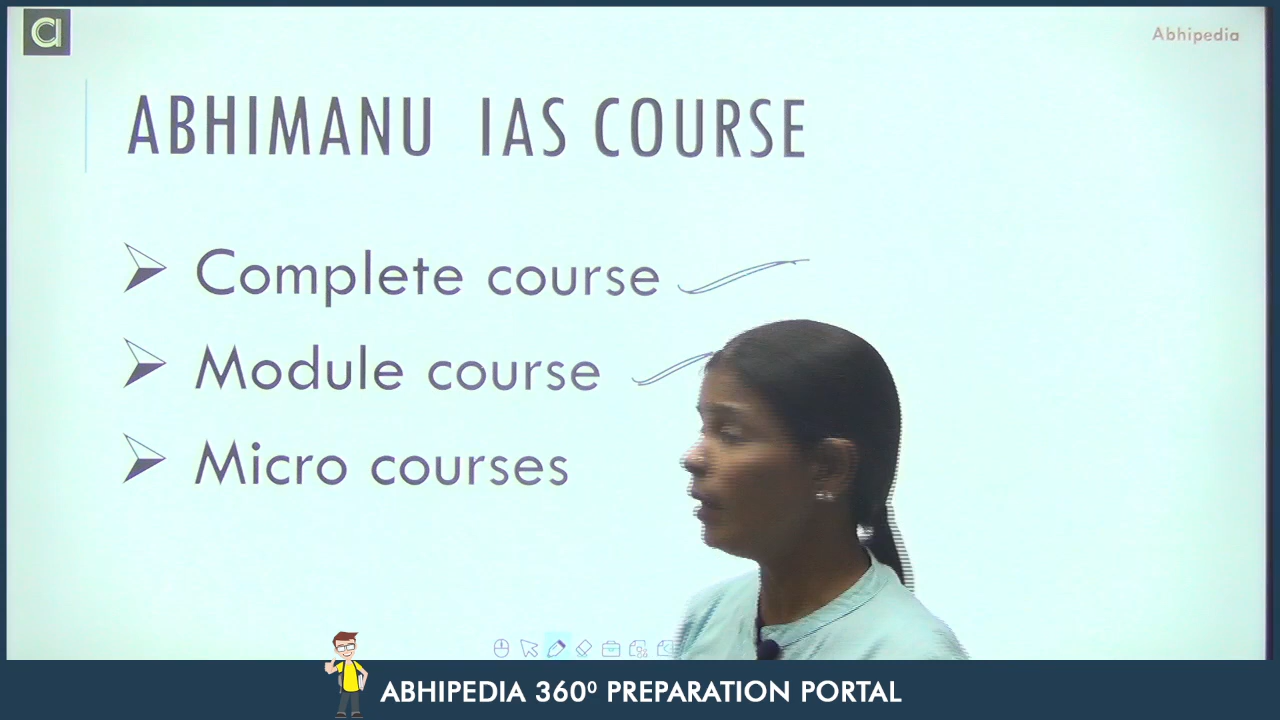 a
Abhipedia
ABHIMANU IAS COURSE
Complete course
Module course
Micro courses
ABHIPEDIA 360⁰ PREPARATION PORTAL